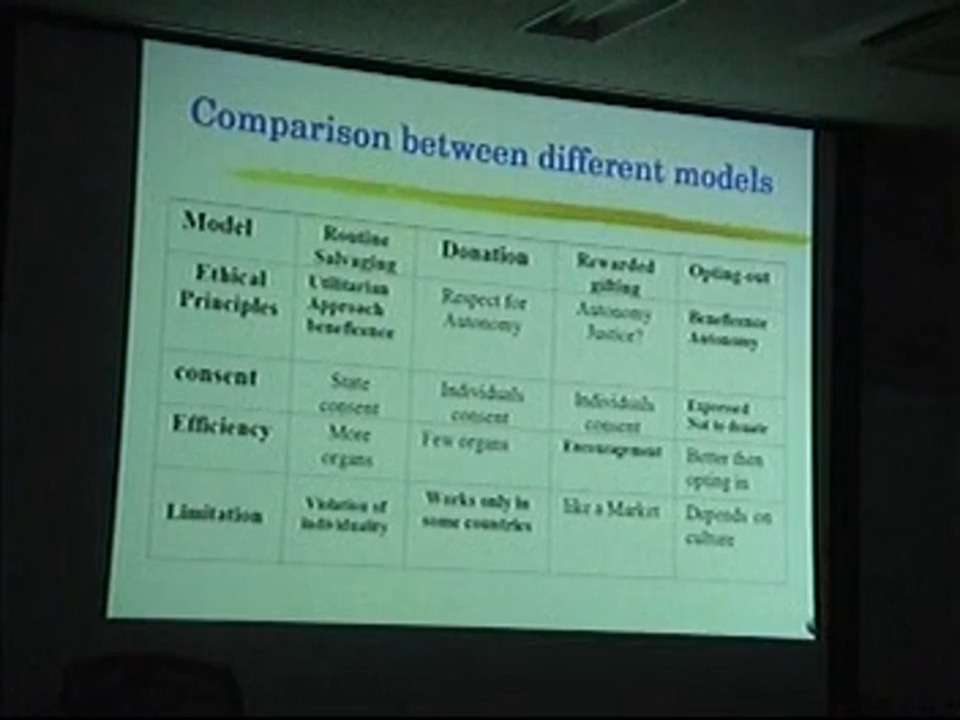 Comparison between different models
Model
Routine
Salvaging
Donation
Rewarded
gifting
Opting-out
Ethical
Principles
Utilitarian
Approach
beneficence
Respect for
Autonomy
Autonomy
Justice?
Beneficence
Autonomy
consent
State
consent
Individuals
consent
Individuals
consent
Expressed
Not to donate
Efficiency
More
organs
Few organs
Encouragement
Better then
opting in
Limitation
Violation of
individuality
Works only in
some countries
like a Market
Depends on
culture